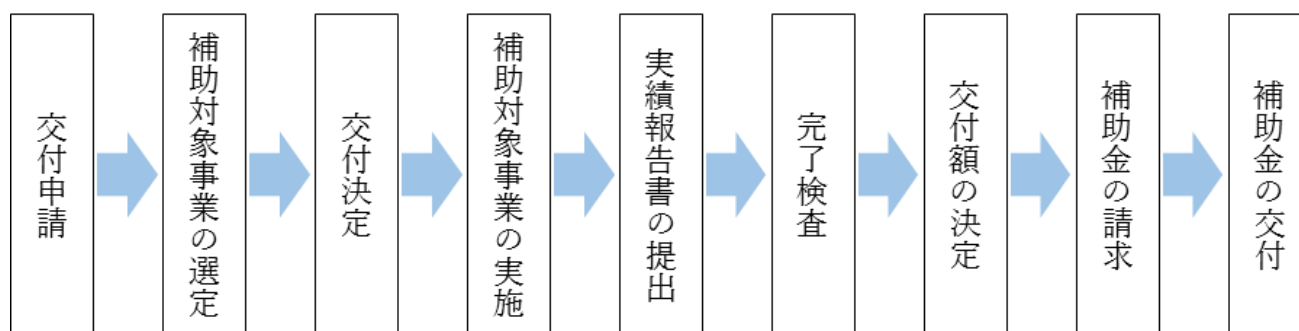 交付申請
補助対象事業の選定
交付決定
補助対象事業の実施
実績報告書の提出
完了検査
交付額の決定
補助金の請求
補助金の交付